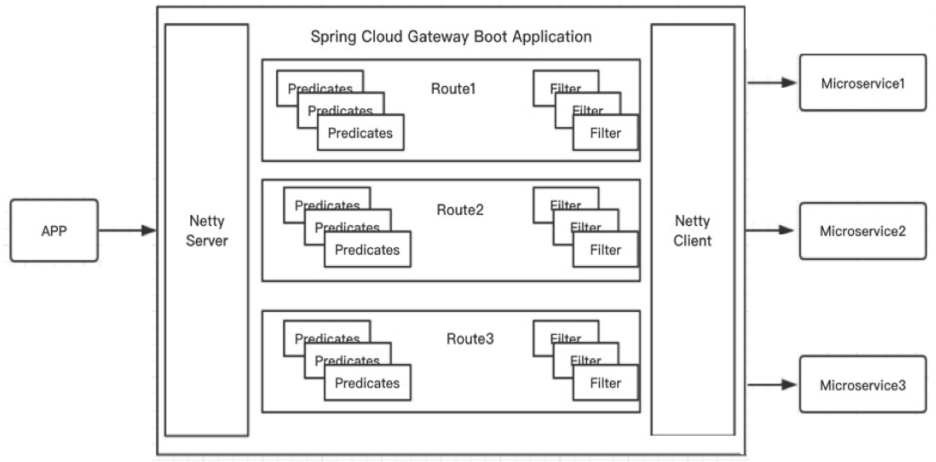 Spring Cloud Gateway Boot Application
APP
Netty
Server
Predicates
Predicates
Predicates
Route1
Filter
Filter
Filter
Predicates
Predicates
Predicates
Route2
Filter
Filter
Filter
Predicates
Predicates
Predicates
Route3
Filter
Filter
Filter
Netty
Client
Microservice1
Microservice2
Microservice3